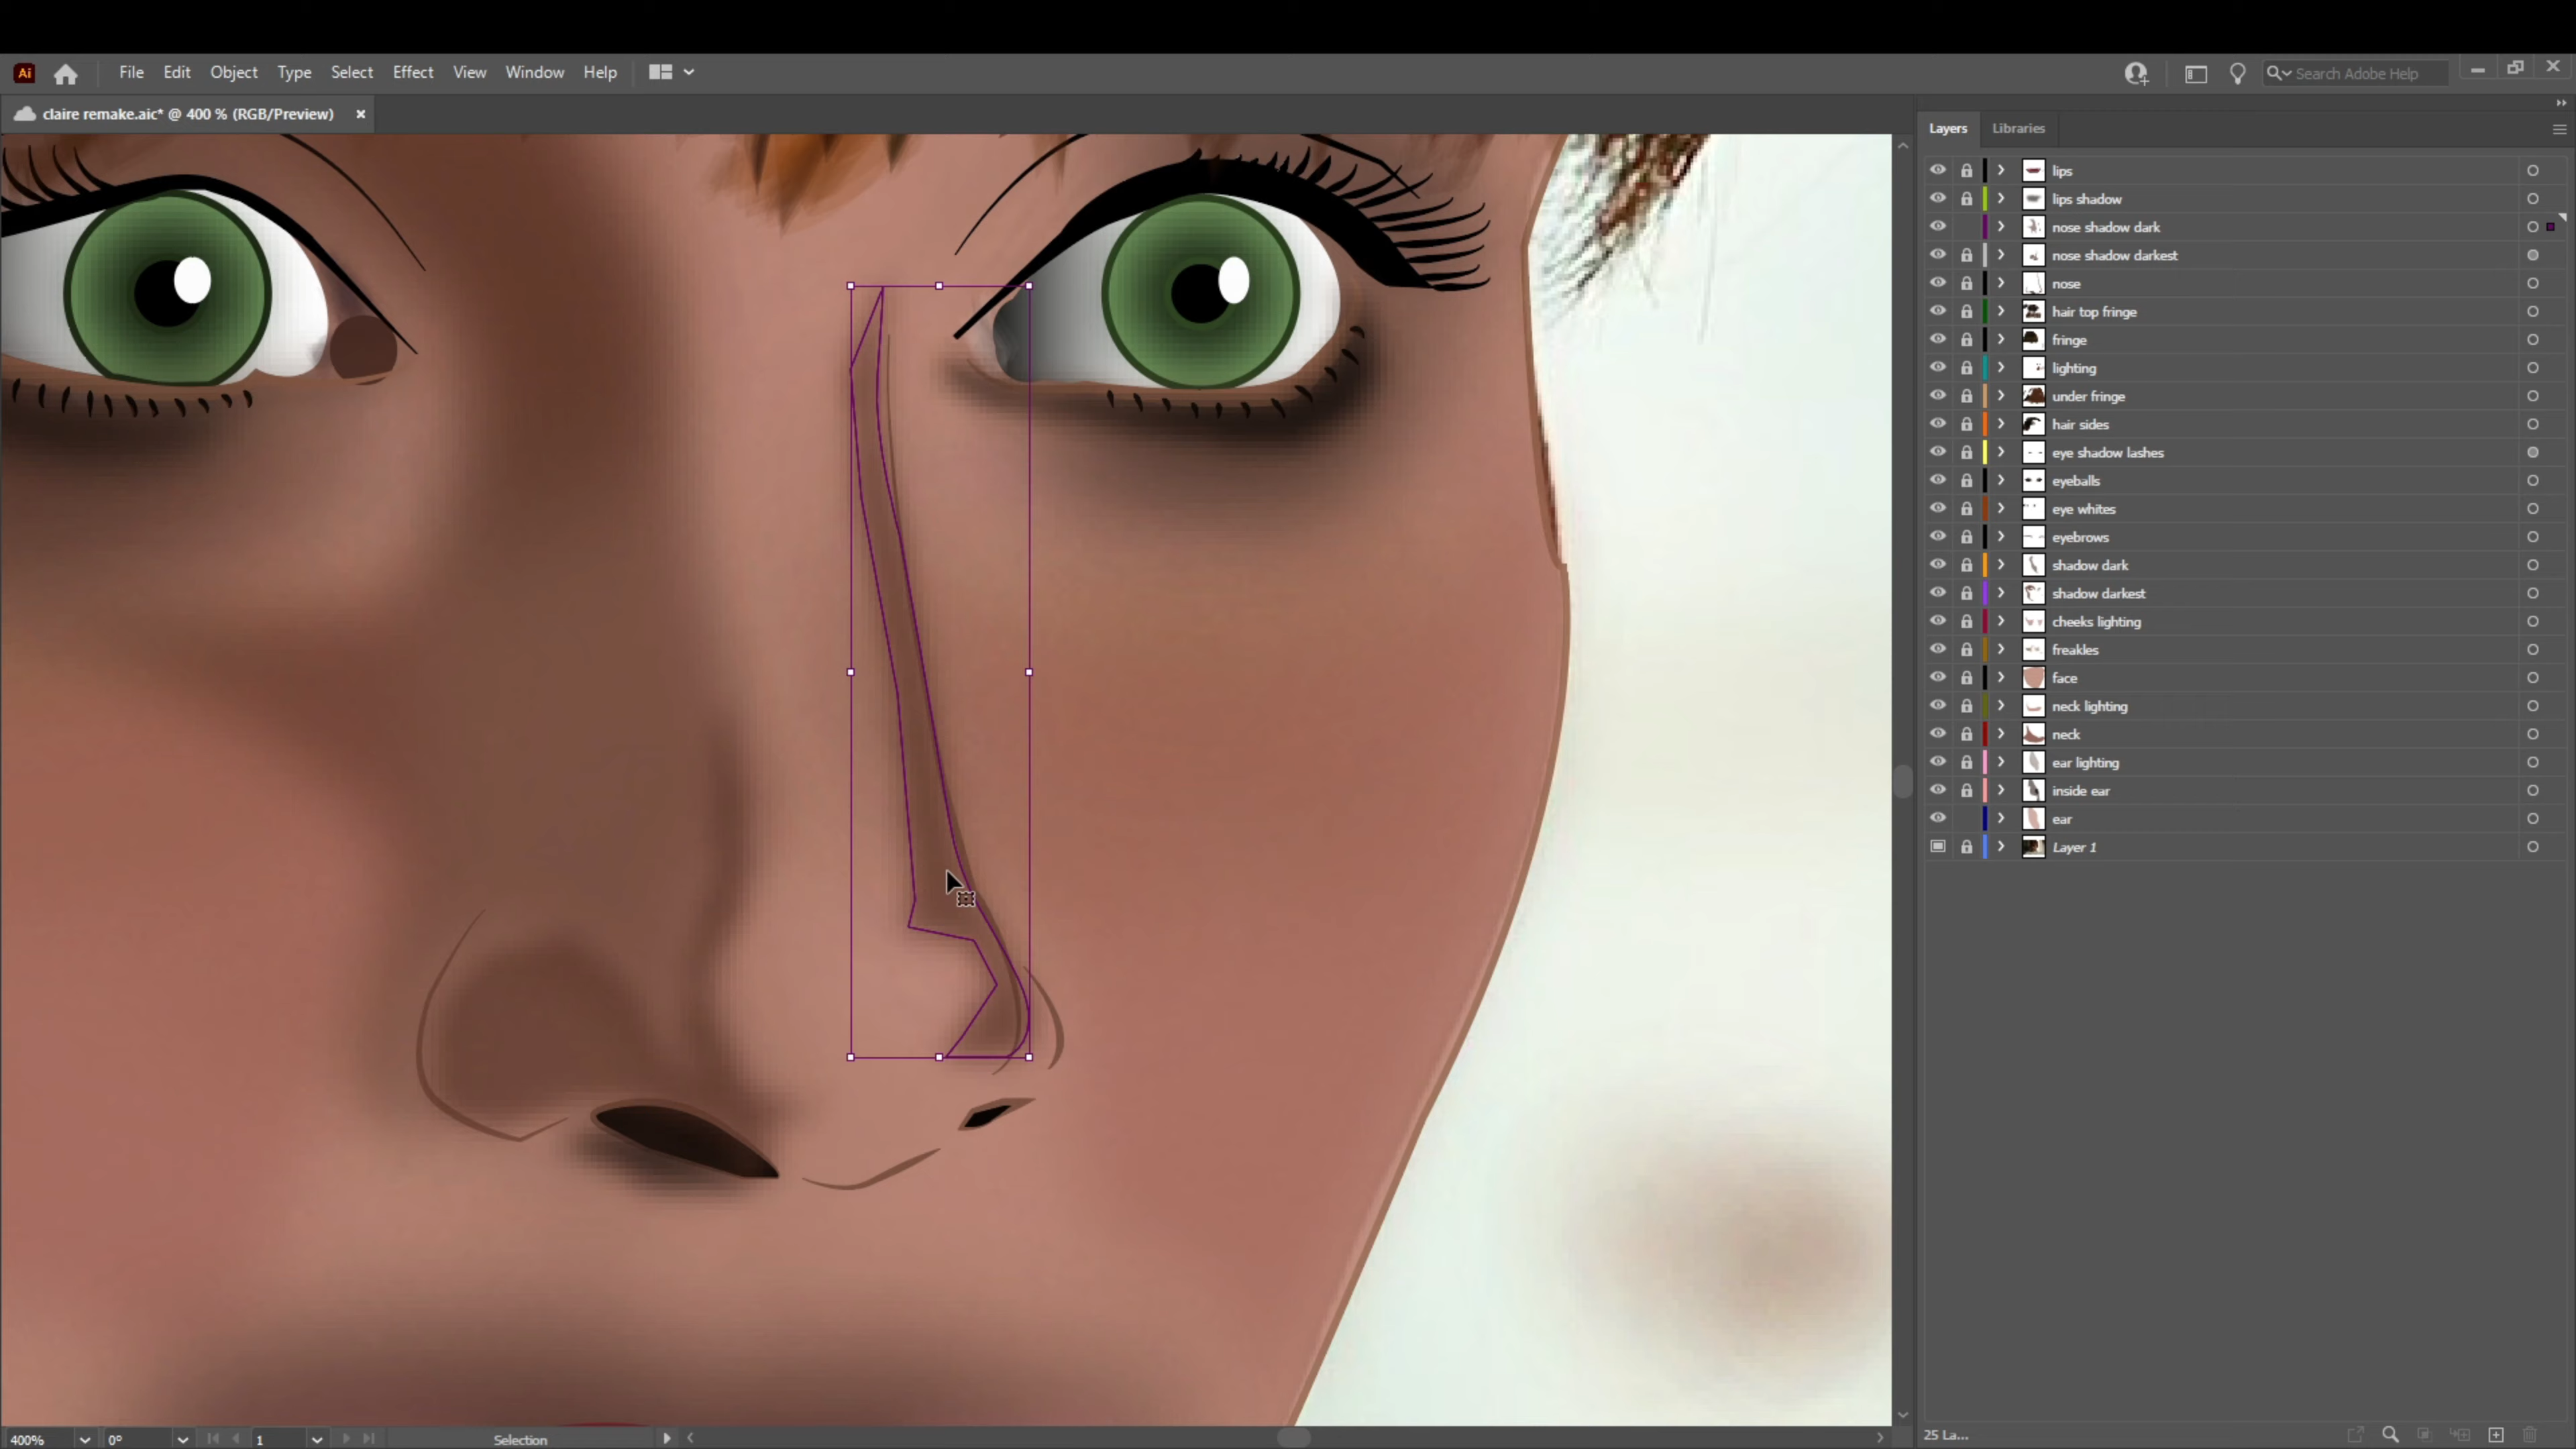 Ai File Edit Object Type Select Effect View Window Help Search Adobe Help
claire remake.aic* @ 400 % (RGB/Preview) ×
Layers Libraries
lips
lips shadow
nose shadow dark
nose shadow darkest
nose
hair top fringe
fringe
lighting
under fringe
hair sides
eye shadow lashes
eyeballs
eye whites
eyebrows
shadow dark
shadow darkest
cheeks lighting
freakles
face
neck lighting
neck
ear lighting
inside ear
ear
Layer 1
400% 0° 1 Selection 25 La...